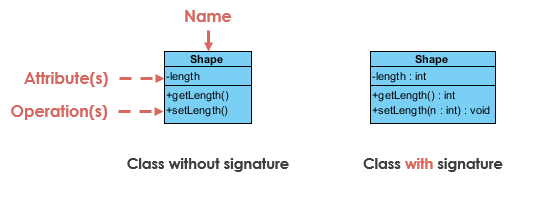 Name
Shape
Attribute(s)
-length
Operation(s)
+getLength()
+setLength()
Class without signature
Shape
-length : int
+getLength() : int
+setLength(n : int) : void
Class with signature